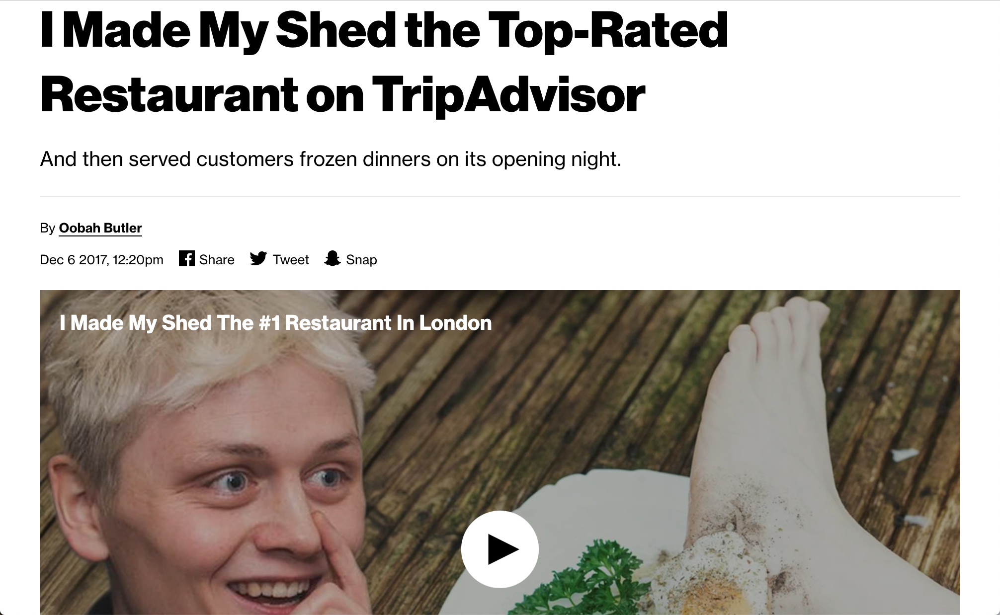 I Made My Shed the Top-Rated
Restaurant on TripAdvisor
And then served customers frozen dinners on its opening night.
By Oobah Butler
Dec 6 2017, 12:20pm Share Tweet Snap
I Made My Shed The #1 Restaurant In London